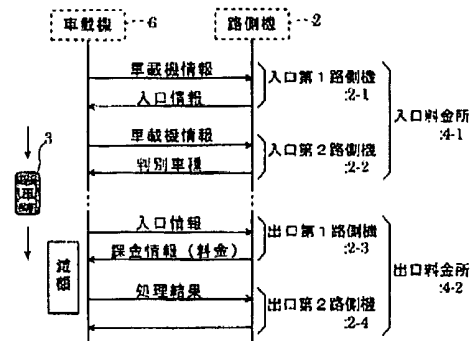 車載機
6
路側機
2
車載機情報
入口情報
入口第1路側機
:2-1
車載機情報
判別車機
入口第2路側機
:2-2
入口料金所
:4-1
3
入口情報
課金情報(料金)
出口第1路側機
:2-3
減額
処理結果
出口第2路側機
:2-4
出口料金所
:4-2